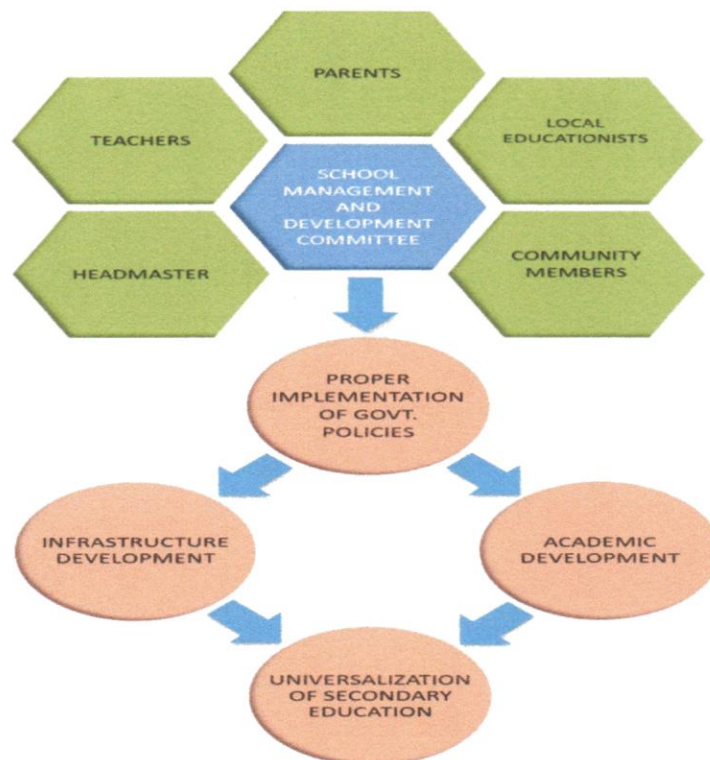 PARENTS
TEACHERS
LOCAL
EDUCATIONISTS
SCHOOL
MANAGEMENT
AND
DEVELOPMENT
COMMITTEE
HEADMASTER
COMMUNITY
MEMBERS
PROPER
IMPLEMENTATION
OF GOVT.
POLICIES
INFRASTRUCTURE
DEVELOPMENT
ACADEMIC
DEVELOPMENT
UNIVERSALIZATION
OF SECONDARY
EDUCATION